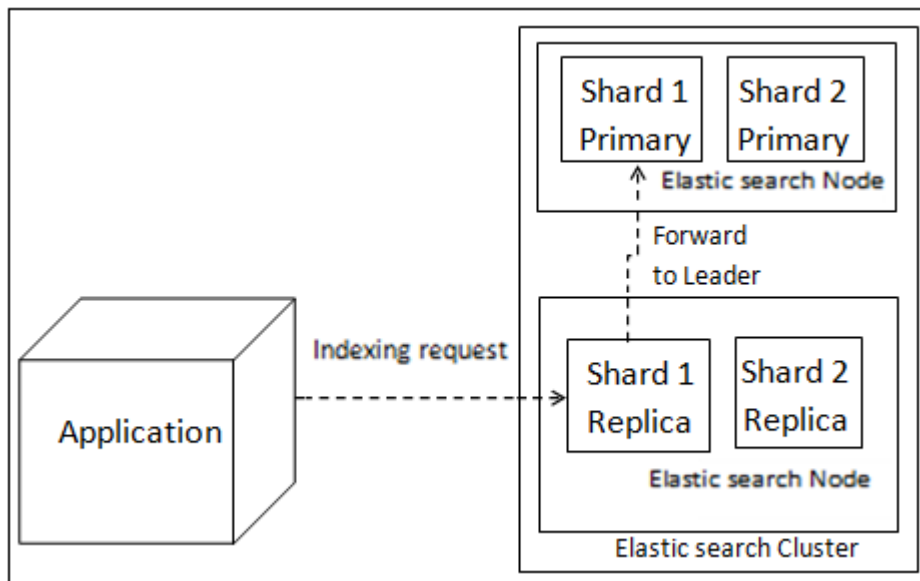 Shard 1
Primary
Shard 2
Primary
Elastic search Node
Forward
to Leader
Indexing request
Application
Shard 1
Replica
Shard 2
Replica
Elastic search Node
Elastic search Cluster